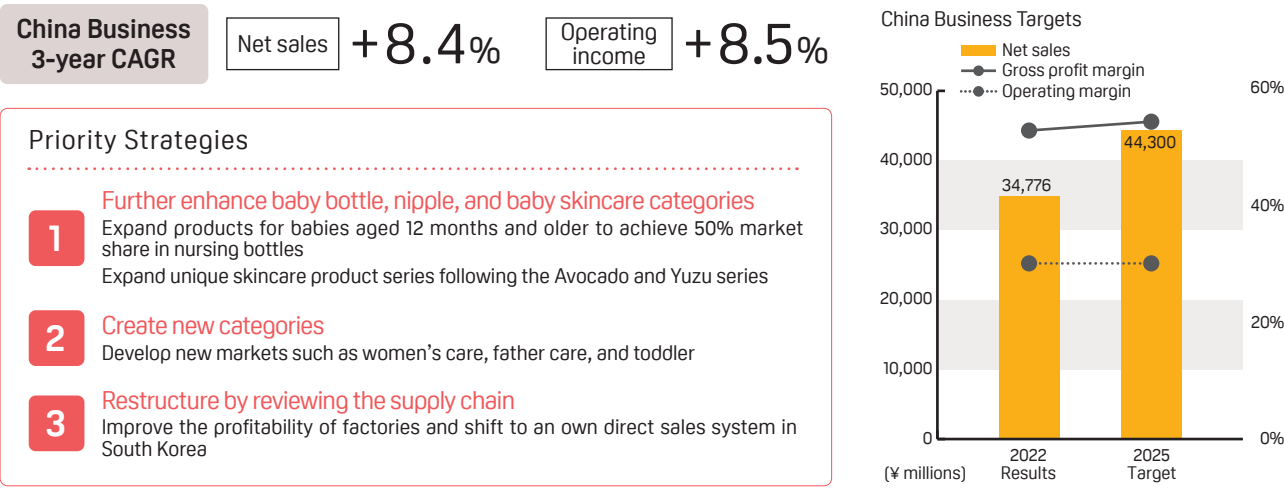 China Business
3-year CAGR
Net sales
+8.4%
Operating
income
+8.5%
Priority Strategies
1
Further enhance baby bottle, nipple, and baby skincare categories
Expand products for babies aged 12 months and older to achieve 50% market
share in nursing bottles
Expand unique skincare product series following the Avocado and Yuzu series
2
Create new categories
Develop new markets such as women's care, father care, and toddler
3
Restructure by reviewing the supply chain
Improve the profitability of factories and shift to an own direct sales system in
South Korea
China Business Targets
Net sales
Gross profit margin
Operating margin
50,000
40,000
30,000
20,000
10,000
0
60%
40%
20%
0%
34,776
44,300
(¥ millions)
2022
Results
2025
Target